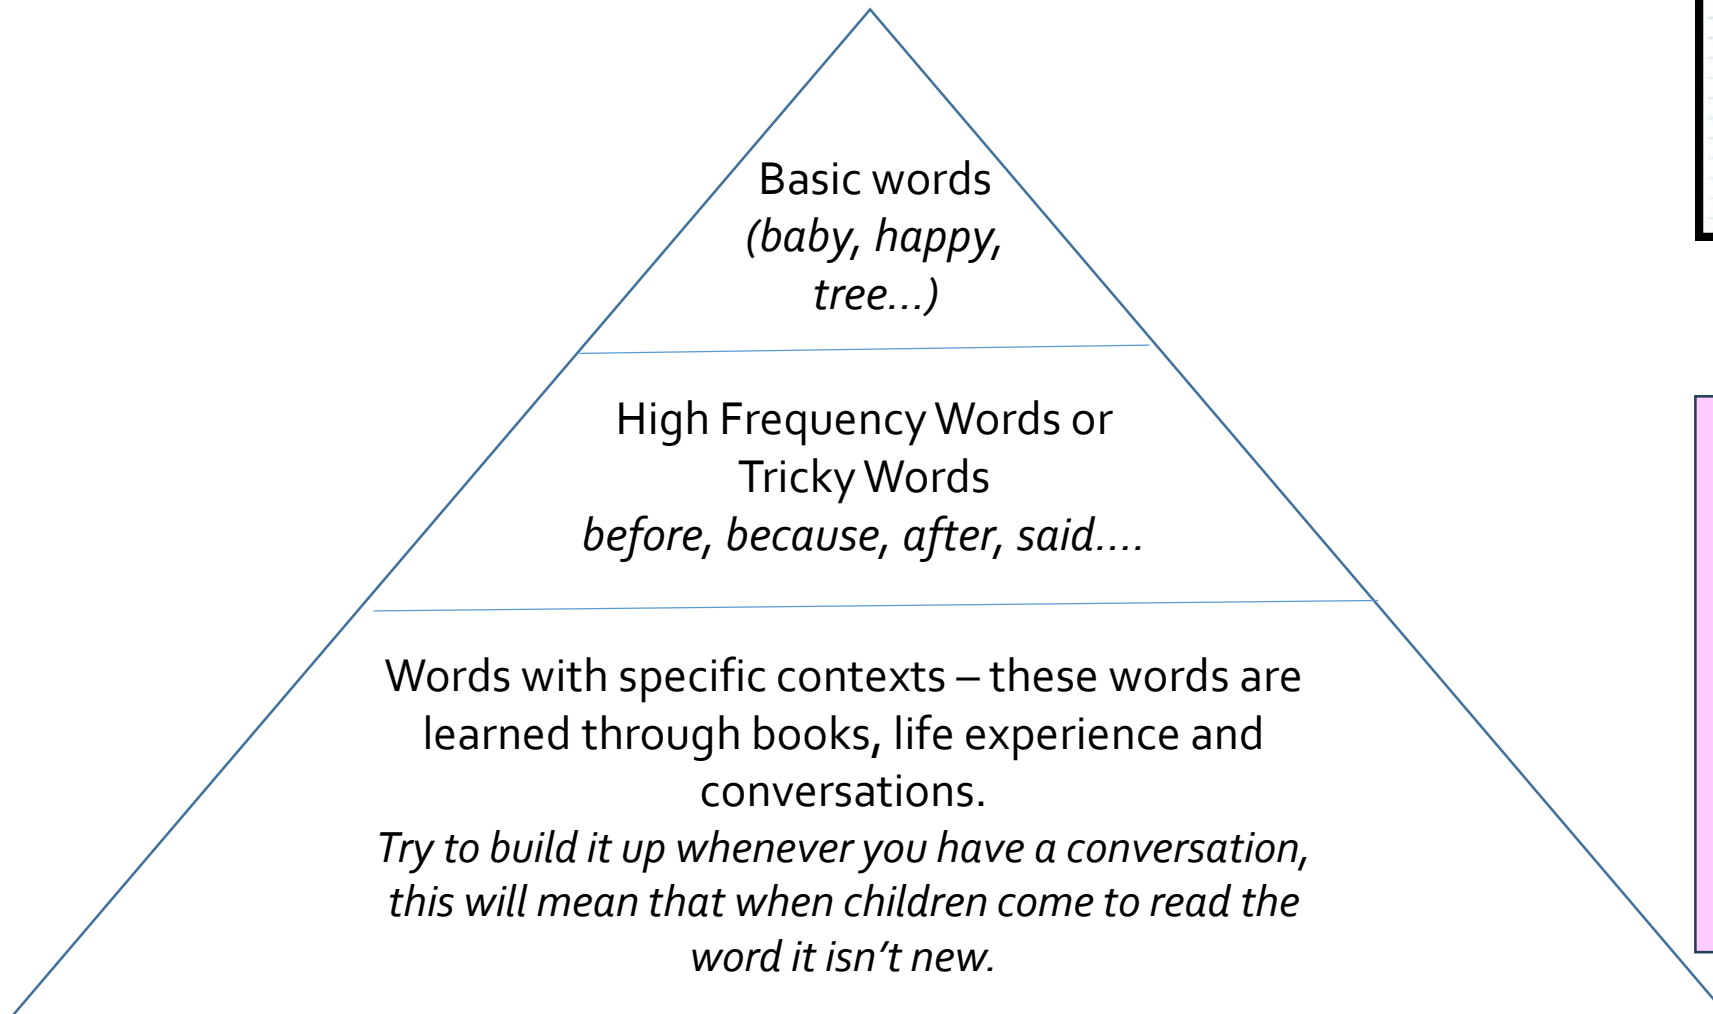 Basic words
(baby, happy,
tree...)
High Frequency Words or
Tricky Words
before, because, after, said....
Words with specific contexts – these words are
learned through books, life experience and
conversations.
Try to build it up whenever you have a conversation,
this will mean that when children come to read the
word it isn't new.